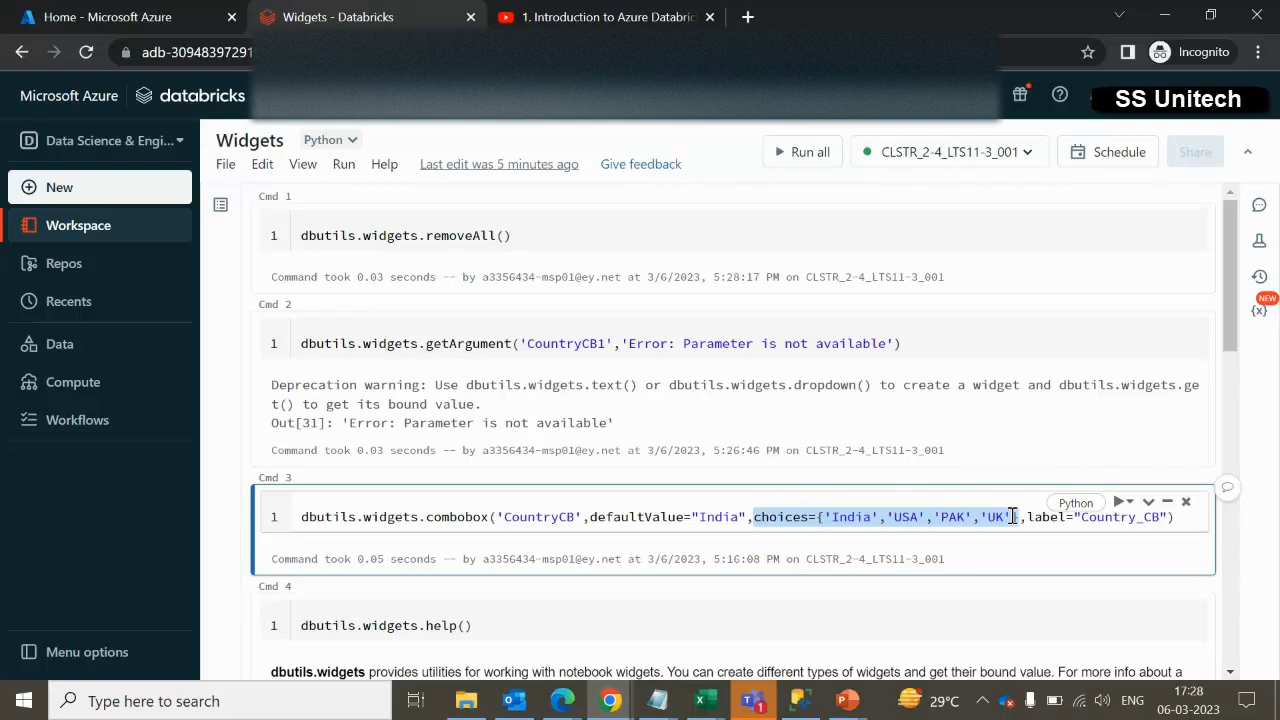 Home - Microsoft Azure
Widgets - Databricks
1. Introduction to Azure Databric
adb-30948397291
Incognito
Microsoft Azure
databricks
SS Unitech
Data Science & Engi...
Widgets
Python
Run all
CLSTR_2-4_LTS11-3_001
Schedule
Share
File Edit View Run Help Last edit was 5 minutes ago Give feedback
New
Workspace
Repos
Recents
Data
Compute
Workflows
Menu options
Cmd 1
1 dbutils.widgets.removeAll()
Command took 0.03 seconds -- by a3356434-msp01@ey.net at 3/6/2023, 5:28:17 PM on CLSTR_2-4_LTS11-3_001
Cmd 2
1 dbutils.widgets.getArgument('CountryCB1','Error: Parameter is not available')
Deprecation warning: Use dbutils.widgets.text() or dbutils.widgets.dropdown() to create a widget and dbutils.widgets.ge
t() to get its bound value.
Out[31]: 'Error: Parameter is not available'
Command took 0.03 seconds -- by a3356434-msp01@ey.net at 3/6/2023, 5:26:46 PM on CLSTR_2-4_LTS11-3_001
Cmd 3
Python
1 dbutils.widgets.combobox('CountryCB',defaultValue="India",choices={'India','USA','PAK','UK'},label="Country_CB")
Command took 0.05 seconds -- by a3356434-msp01@ey.net at 3/6/2023, 5:16:08 PM on CLSTR_2-4_LTS11-3_001
Cmd 4
1 dbutils.widgets.help()
dbutils.widgets provides utilities for working with notebook widgets. You can create different types of widgets and get their bound value. For more info about a
NEW
{x}
Type here to search
1
29°C
ENG
17:28
06-03-2023